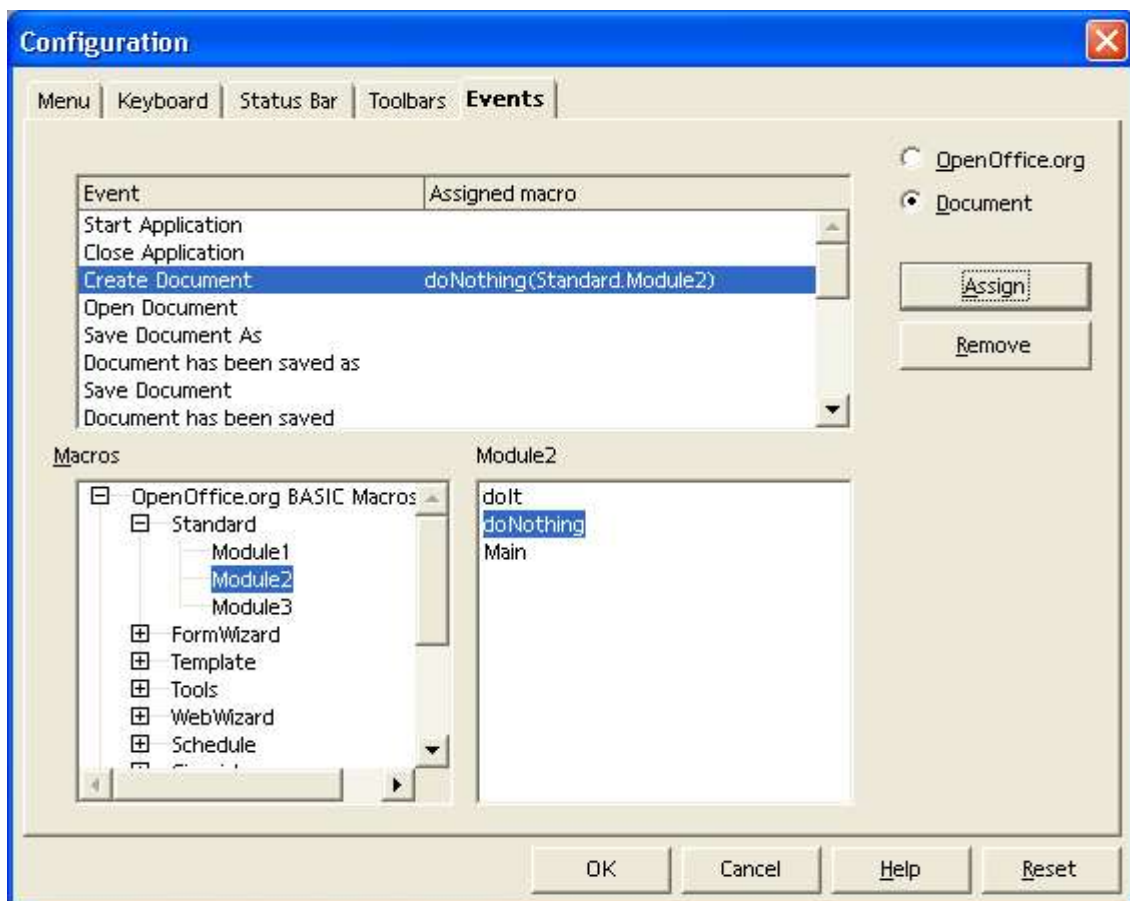 Configuration
Menu Keyboard Status Bar Toolbars Events
OpenOffice.org
Document
Event Assigned macro
Start Application
Close Application
Create Document doNothing(Standard.Module2)
Open Document
Save Document As
Document has been saved as
Save Document
Document has been saved
Assign
Remove
Macros
Module2
OpenOffice.org BASIC Macros
Standard
Module1
Module2
Module3
FormWizard
Template
Tools
WebWizard
Schedule
doIt
doNothing
Main
OK Cancel Help Reset